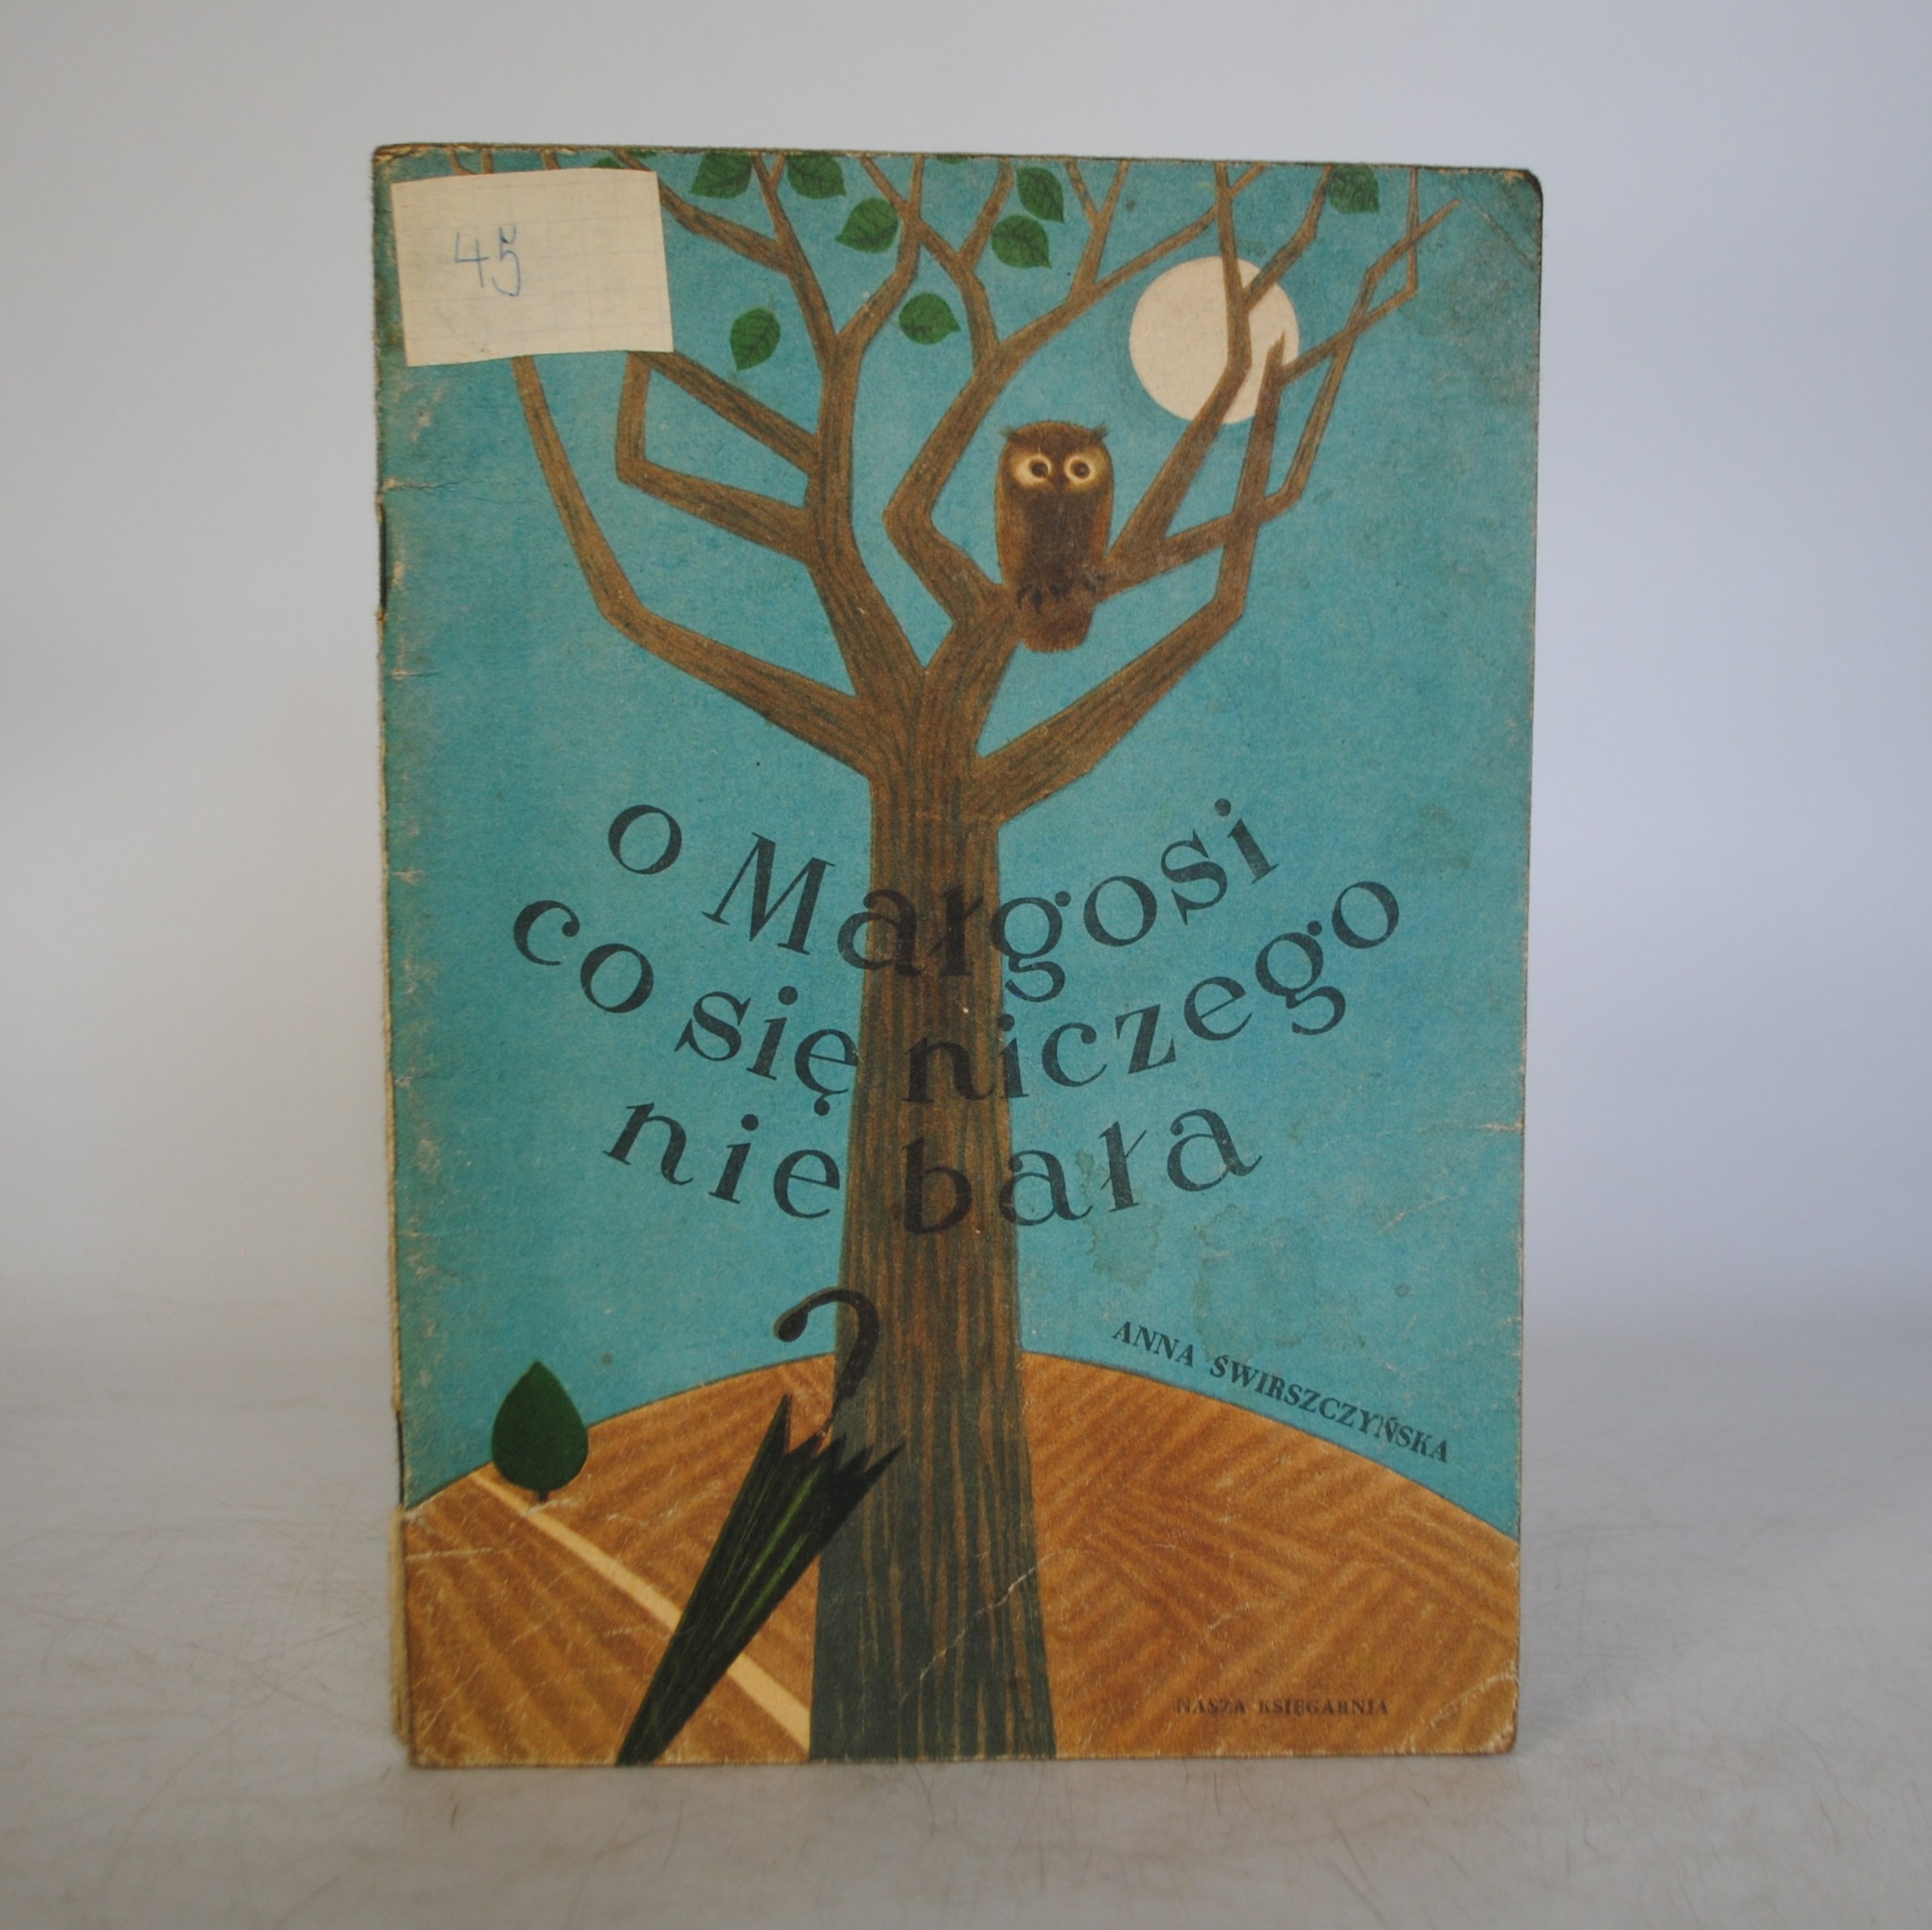 45
o Małgosi
co się niczego
nie bała
ANNA ŚWIRSZCZYŃSKA
NASZA KSIĘGARNIA